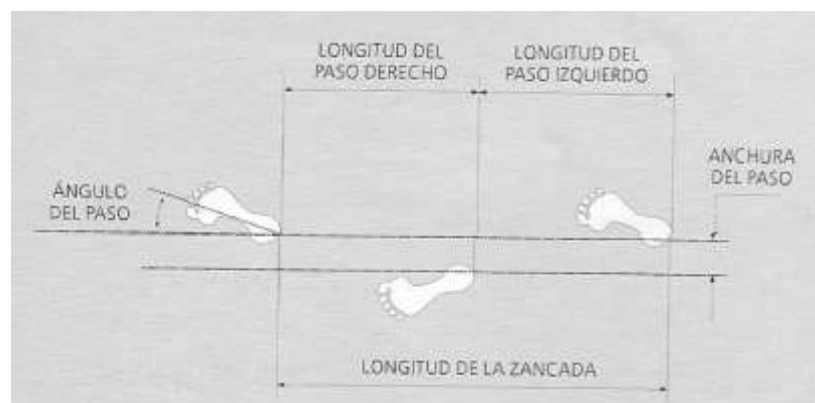 LONGITUD DEL
PASO DERECHO
LONGITUD DEL
PASO IZQUIERDO
ANCHURA
DEL PASO
ÁNGULO
DEL PASO
LONGITUD DE LA ZANCADA